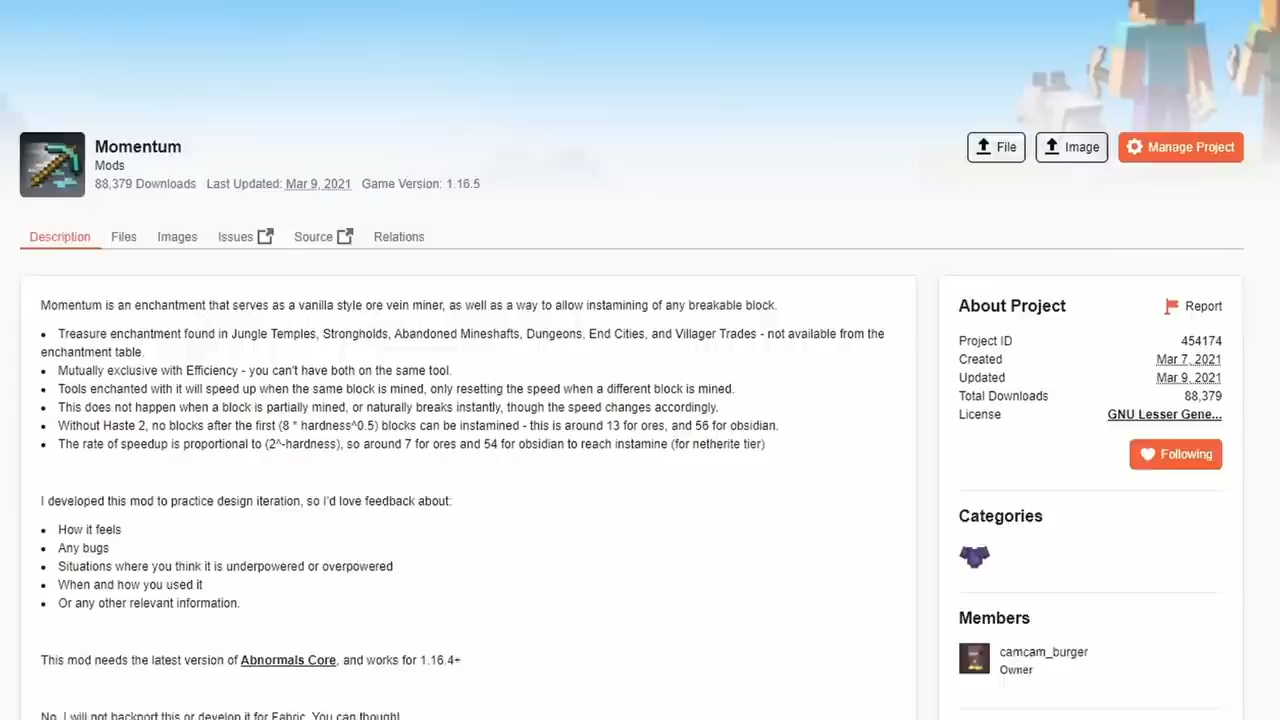 Momentum
Mods
88,379 Downloads Last Updated: Mar 9, 2021 Game Version: 1.16.5
File Image Manage Project
Description Files Images Issues Source Relations
Momentum is an enchantment that serves as a vanilla style ore vein miner, as well as a way to allow instamining of any breakable block.
• Treasure enchantment found in Jungle Temples, Strongholds, Abandoned Mineshafts, Dungeons, End Cities, and Villager Trades - not available from the
enchantment table.
• Mutually exclusive with Efficiency - you can't have both on the same tool.
• Tools enchanted with it will speed up when the same block is mined, only resetting the speed when a different block is mined.
• This does not happen when a block is partially mined, or naturally breaks instantly, though the speed changes accordingly.
• Without Haste 2, no blocks after the first (8 * hardness^0.5) blocks can be instamined - this is around 13 for ores, and 56 for obsidian.
• The rate of speedup is proportional to (2^-hardness), so around 7 for ores and 54 for obsidian to reach instamine (for netherite tier)
I developed this mod to practice design iteration, so I'd love feedback about:
• How it feels
• Any bugs
• Situations where you think it is underpowered or overpowered
• When and how you used it
• Or any other relevant information.
This mod needs the latest version of Abnormals Core, and works for 1.16.4+
No, I will not backport this or develop it for Fabric. You can though!
About Project Report
Project ID 454174
Created Mar 7, 2021
Updated Mar 9, 2021
Total Downloads 88,379
License GNU Lesser Gene...
Following
Categories
Members
camcam_burger
Owner